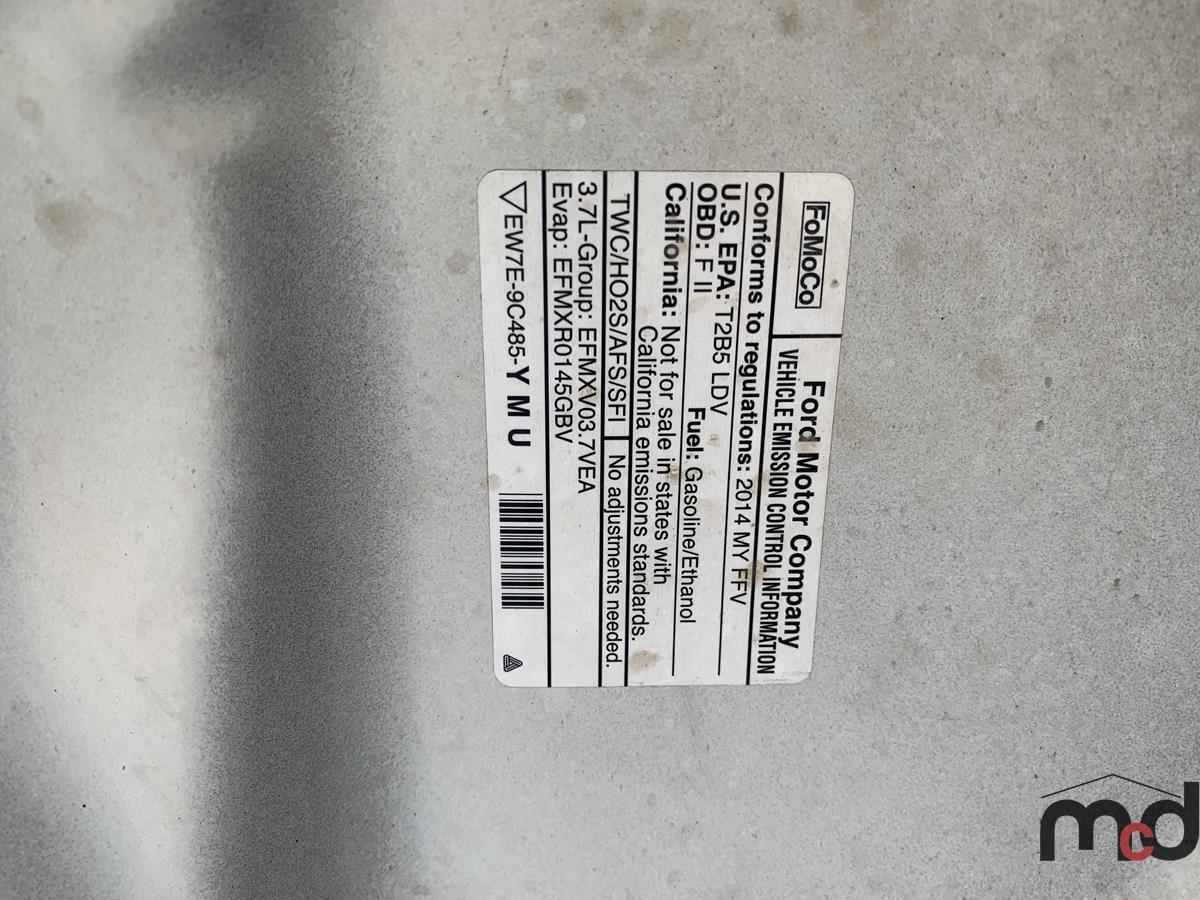 FoMoCo
Ford Motor Company
VEHICLE EMISSION CONTROL INFORMATION
Conforms to regulations: 2014 MY FFV
U.S. EPA: T2B5 LDV
OBD: F II Fuel: Gasoline/Ethanol
California: Not for sale in states with
California emissions standards.
TWC/HO2S/AFS/SFI No adjustments needed.
3.7L-Group: EFMXV03.7VEA
Evap: EFMXR0145GBV
EW7E-9C485-Y M U
mcd